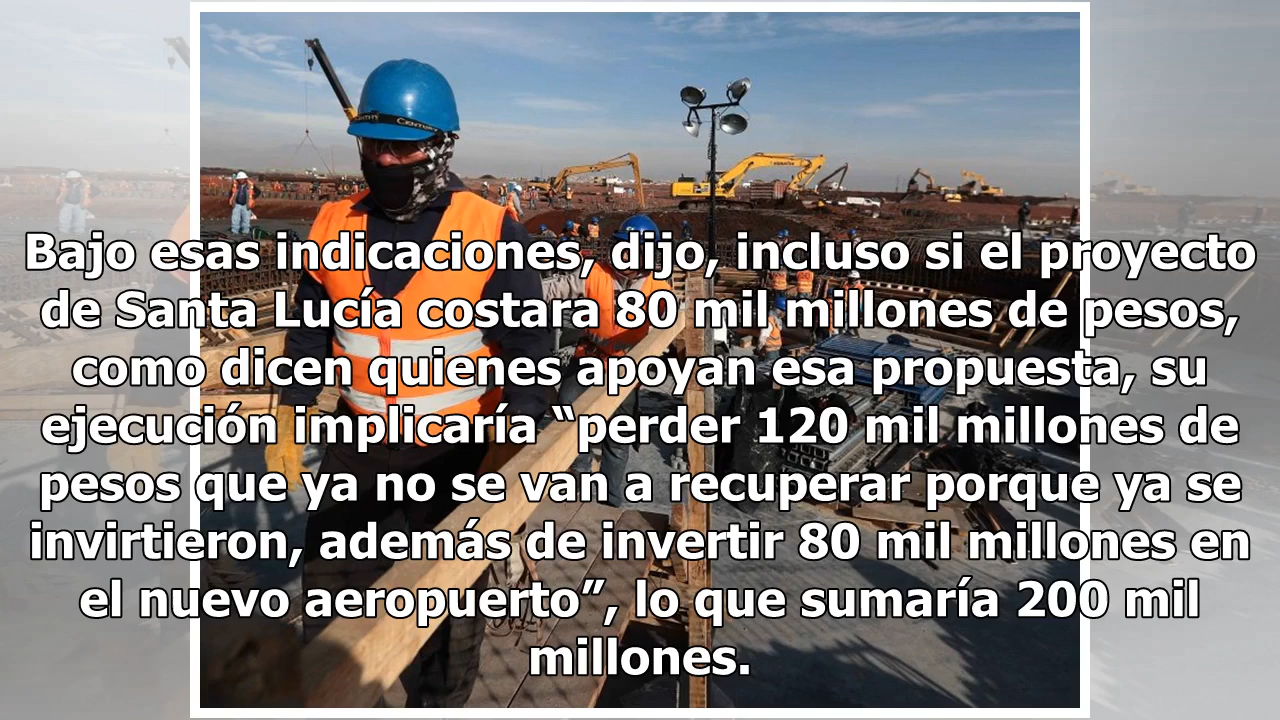 CENTURY
KOMATSU
Bajo esas indicaciones, dijo, incluso si el proyecto
de Santa Lucía costara 80 mil millones de pesos,
como dicen quienes apoyan esa propuesta, su
ejecución implicaría “perder 120 mil millones de
pesos que ya no se van a recuperar porque ya se
invirtieron, además de invertir 80 mil millones en
el nuevo aeropuerto”, lo que sumaría 200 mil
millones.